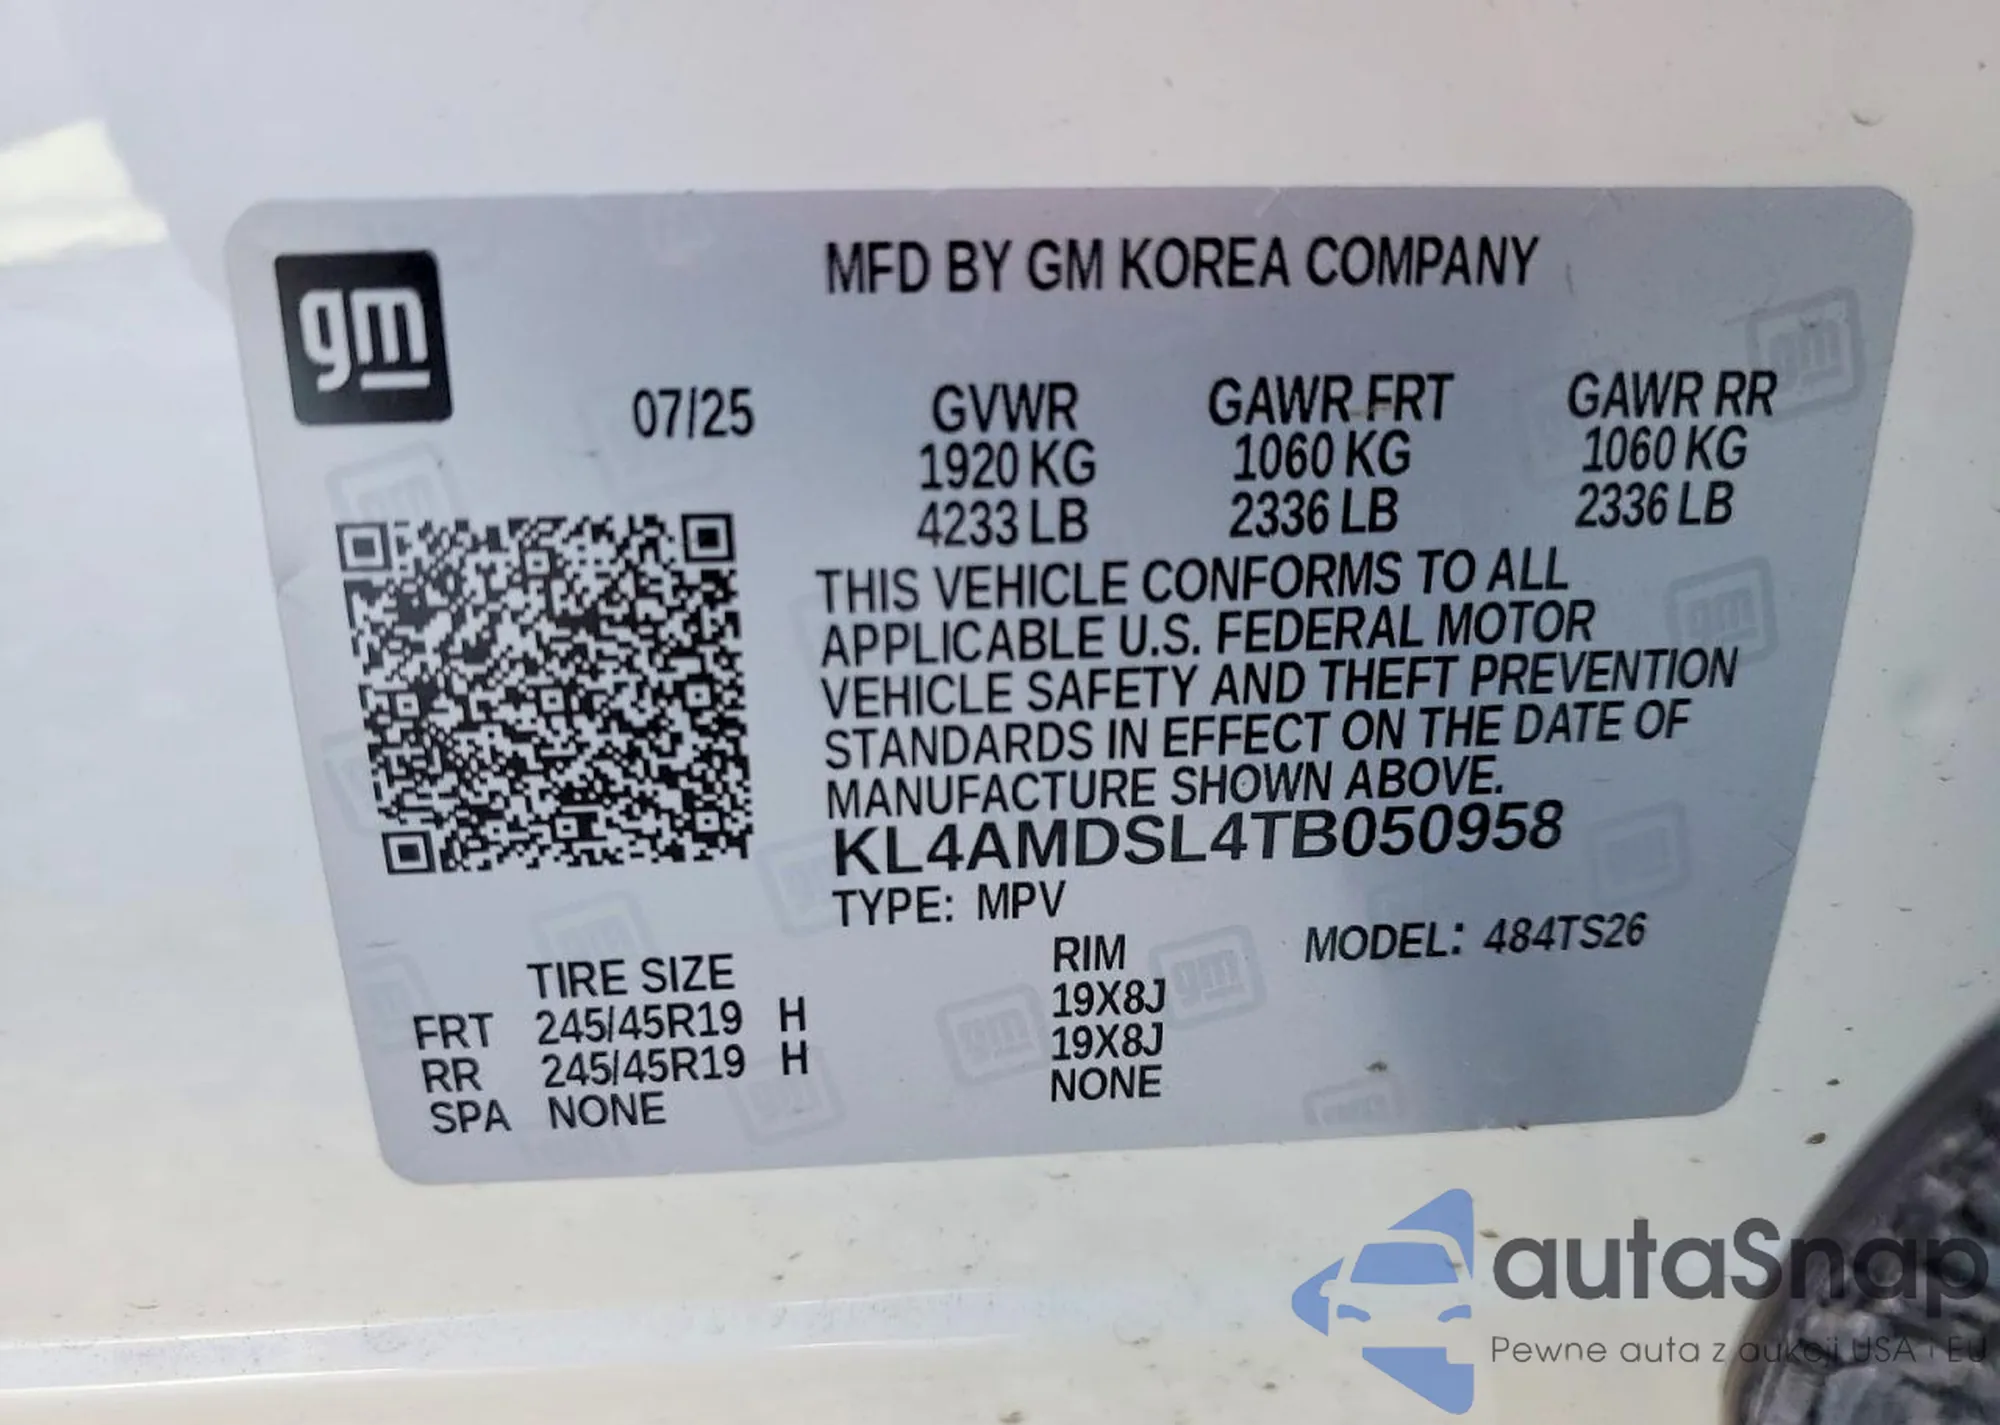 MFD BY GM KOREA COMPANY
gm
07/25 GVWR GAWR FRT GAWR RR
1920 KG 1060 KG 1060 KG
4233 LB 2336 LB 2336 LB
THIS VEHICLE CONFORMS TO ALL
APPLICABLE U.S. FEDERAL MOTOR
VEHICLE SAFETY AND THEFT PREVENTION
STANDARDS IN EFFECT ON THE DATE OF
MANUFACTURE SHOWN ABOVE.
KL4AMDSL4TB050958
TYPE: MPV
TIRE SIZE RIM MODEL: 484TS26
FRT 245/45R19 H 19X8J
RR 245/45R19 H 19X8J
SPA NONE NONE
autaSnap
Pewne auta z aukcji USA i EU